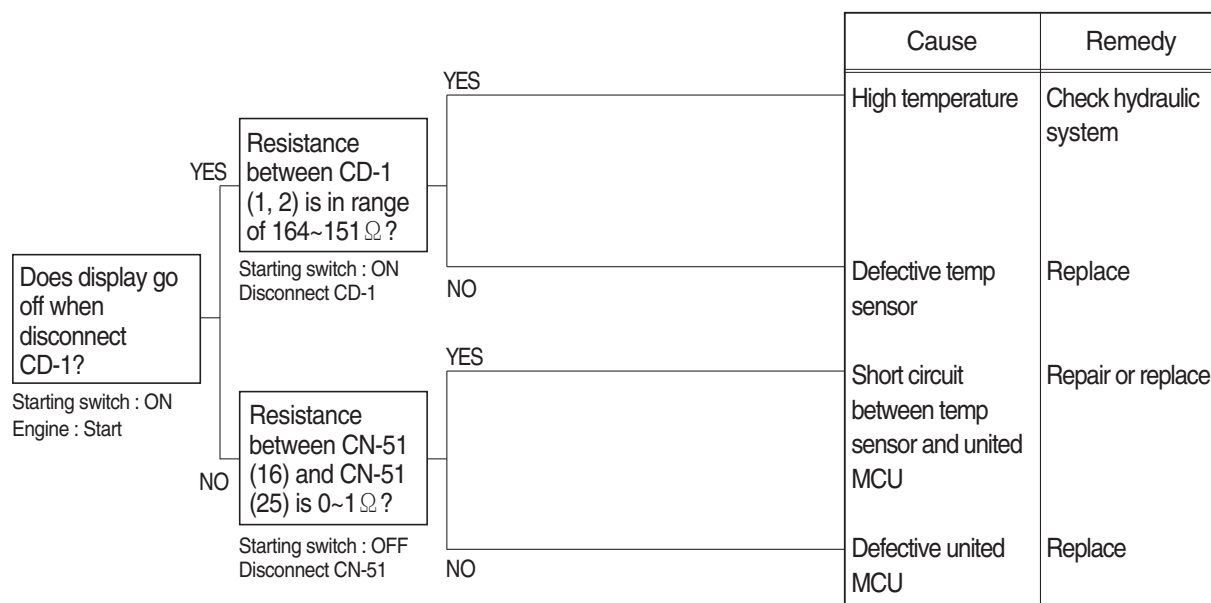 Cause
Remedy
YES
High temperature
Check hydraulic
system
Resistance
between CD-1
(1, 2) is in range
of 164~151Ω?
YES
Starting switch : ON
Disconnect CD-1
NO
Defective temp
sensor
Replace
Does display go
off when
disconnect
CD-1?
Starting switch : ON
Engine : Start
YES
Short circuit
between temp
sensor and united
MCU
Repair or replace
Resistance
between CN-51
(16) and CN-51
(25) is 0~1Ω?
NO
Starting switch : OFF
Disconnect CN-51
NO
Defective united
MCU
Replace